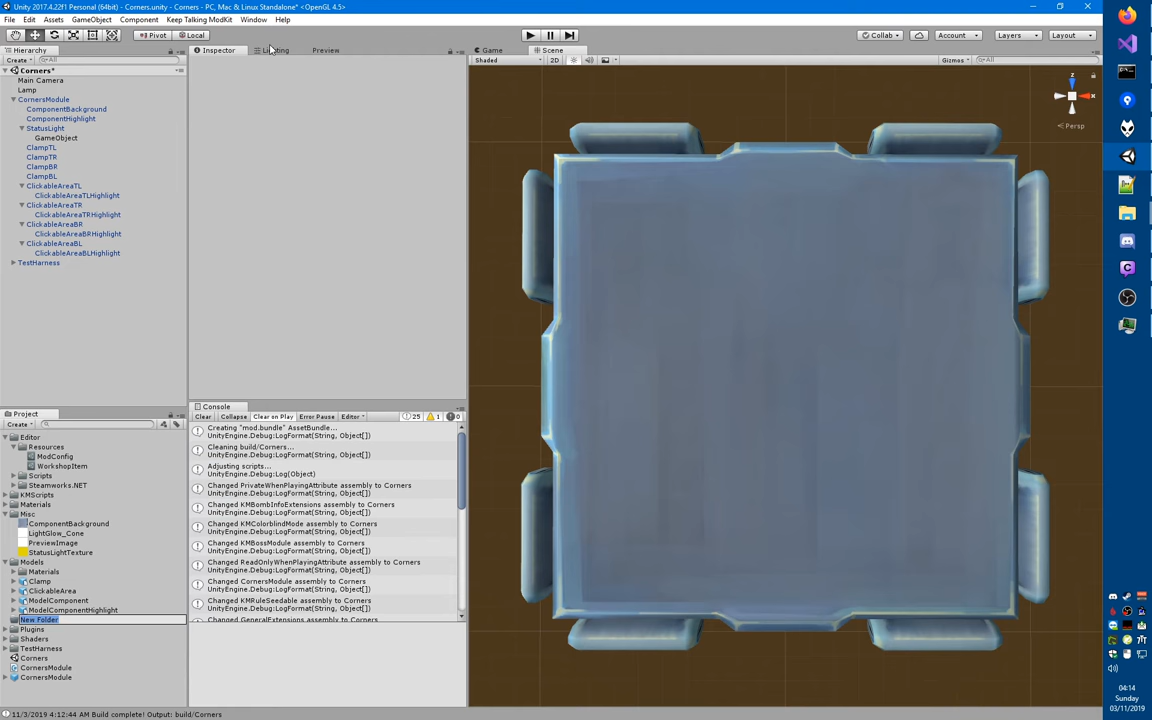 Unity 2017.4.22f1 Personal (64bit) - Corners.unity - Corners - PC, Mac & Linux Standalone* <OpenGL 4.5>
File Edit Assets GameObject Component Keep Talking ModKit Window Help
Pivot Local Collab Account Layers Layout
Hierarchy
Create All
Corners*
Main Camera
Lamp
CornersModule
ComponentBackground
ComponentHighlight
StatusLight
GameObject
ClampTL
ClampTR
ClampBR
ClampBL
ClickableAreaTL
ClickableAreaTLHighlight
ClickableAreaTR
ClickableAreaTRHighlight
ClickableAreaBR
ClickableAreaBRHighlight
ClickableAreaBL
ClickableAreaBLHighlight
TestHarness
Inspector Lighting Preview
Game Scene
Shaded 2D Gizmos All
z
x
Persp
Project
Create
Editor
Resources
ModConfig
WorkshopItem
Scripts
Steamworks.NET
KMScripts
Materials
Misc
ComponentBackground
LightGlow_Cone
PreviewImage
StatusLightTexture
Models
Materials
Clamp
ClickableArea
ModelComponent
ModelComponentHighlight
New Folder
Plugins
Shaders
TestHarness
Corners
CornersModule
CornersModule
Console
Clear Collapse Clear on Play Error Pause Editor 25 1 0
Creating "mod.bundle" AssetBundle...
UnityEngine.Debug:LogFormat(String, Object[])
Cleaning build/Corners...
UnityEngine.Debug:LogFormat(String, Object[])
Adjusting scripts...
UnityEngine.Debug:Log(Object)
Changed PrivateWhenPlayingAttribute assembly to Corners
UnityEngine.Debug:LogFormat(String, Object[])
Changed KMBombInfoExtensions assembly to Corners
UnityEngine.Debug:LogFormat(String, Object[])
Changed KMColorblindMode assembly to Corners
UnityEngine.Debug:LogFormat(String, Object[])
Changed KMBossModule assembly to Corners
UnityEngine.Debug:LogFormat(String, Object[])
Changed ReadOnlyWhenPlayingAttribute assembly to Corners
UnityEngine.Debug:LogFormat(String, Object[])
Changed CornersModule assembly to Corners
UnityEngine.Debug:LogFormat(String, Object[])
Changed KMRuleSeedable assembly to Corners
UnityEngine.Debug:LogFormat(String, Object[])
Changed GeneralExtensions assembly to Corners
11/3/2019 4:12:44 AM Build complete! Output: build/Corners
04:14
Sunday
03/11/2019